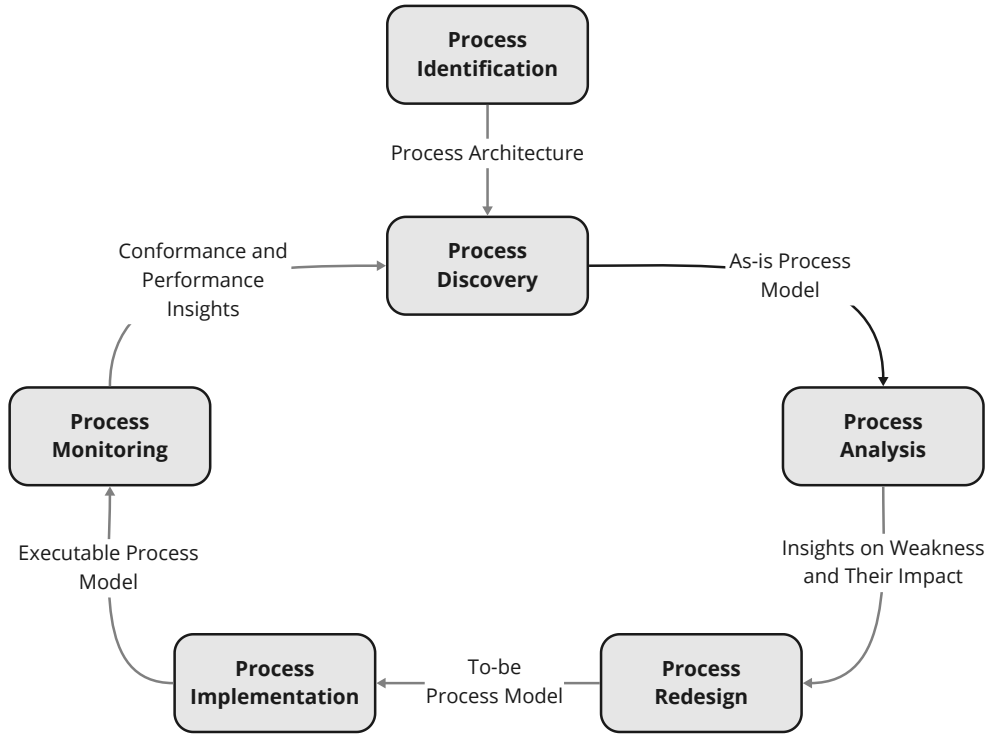 Process
Identification
Process Architecture
Process
Discovery
As-is Process
Model
Process
Analysis
Insights on Weakness
and Their Impact
Process
Redesign
To-be
Process Model
Process
Implementation
Executable Process
Model
Process
Monitoring
Conformance and
Performance
Insights